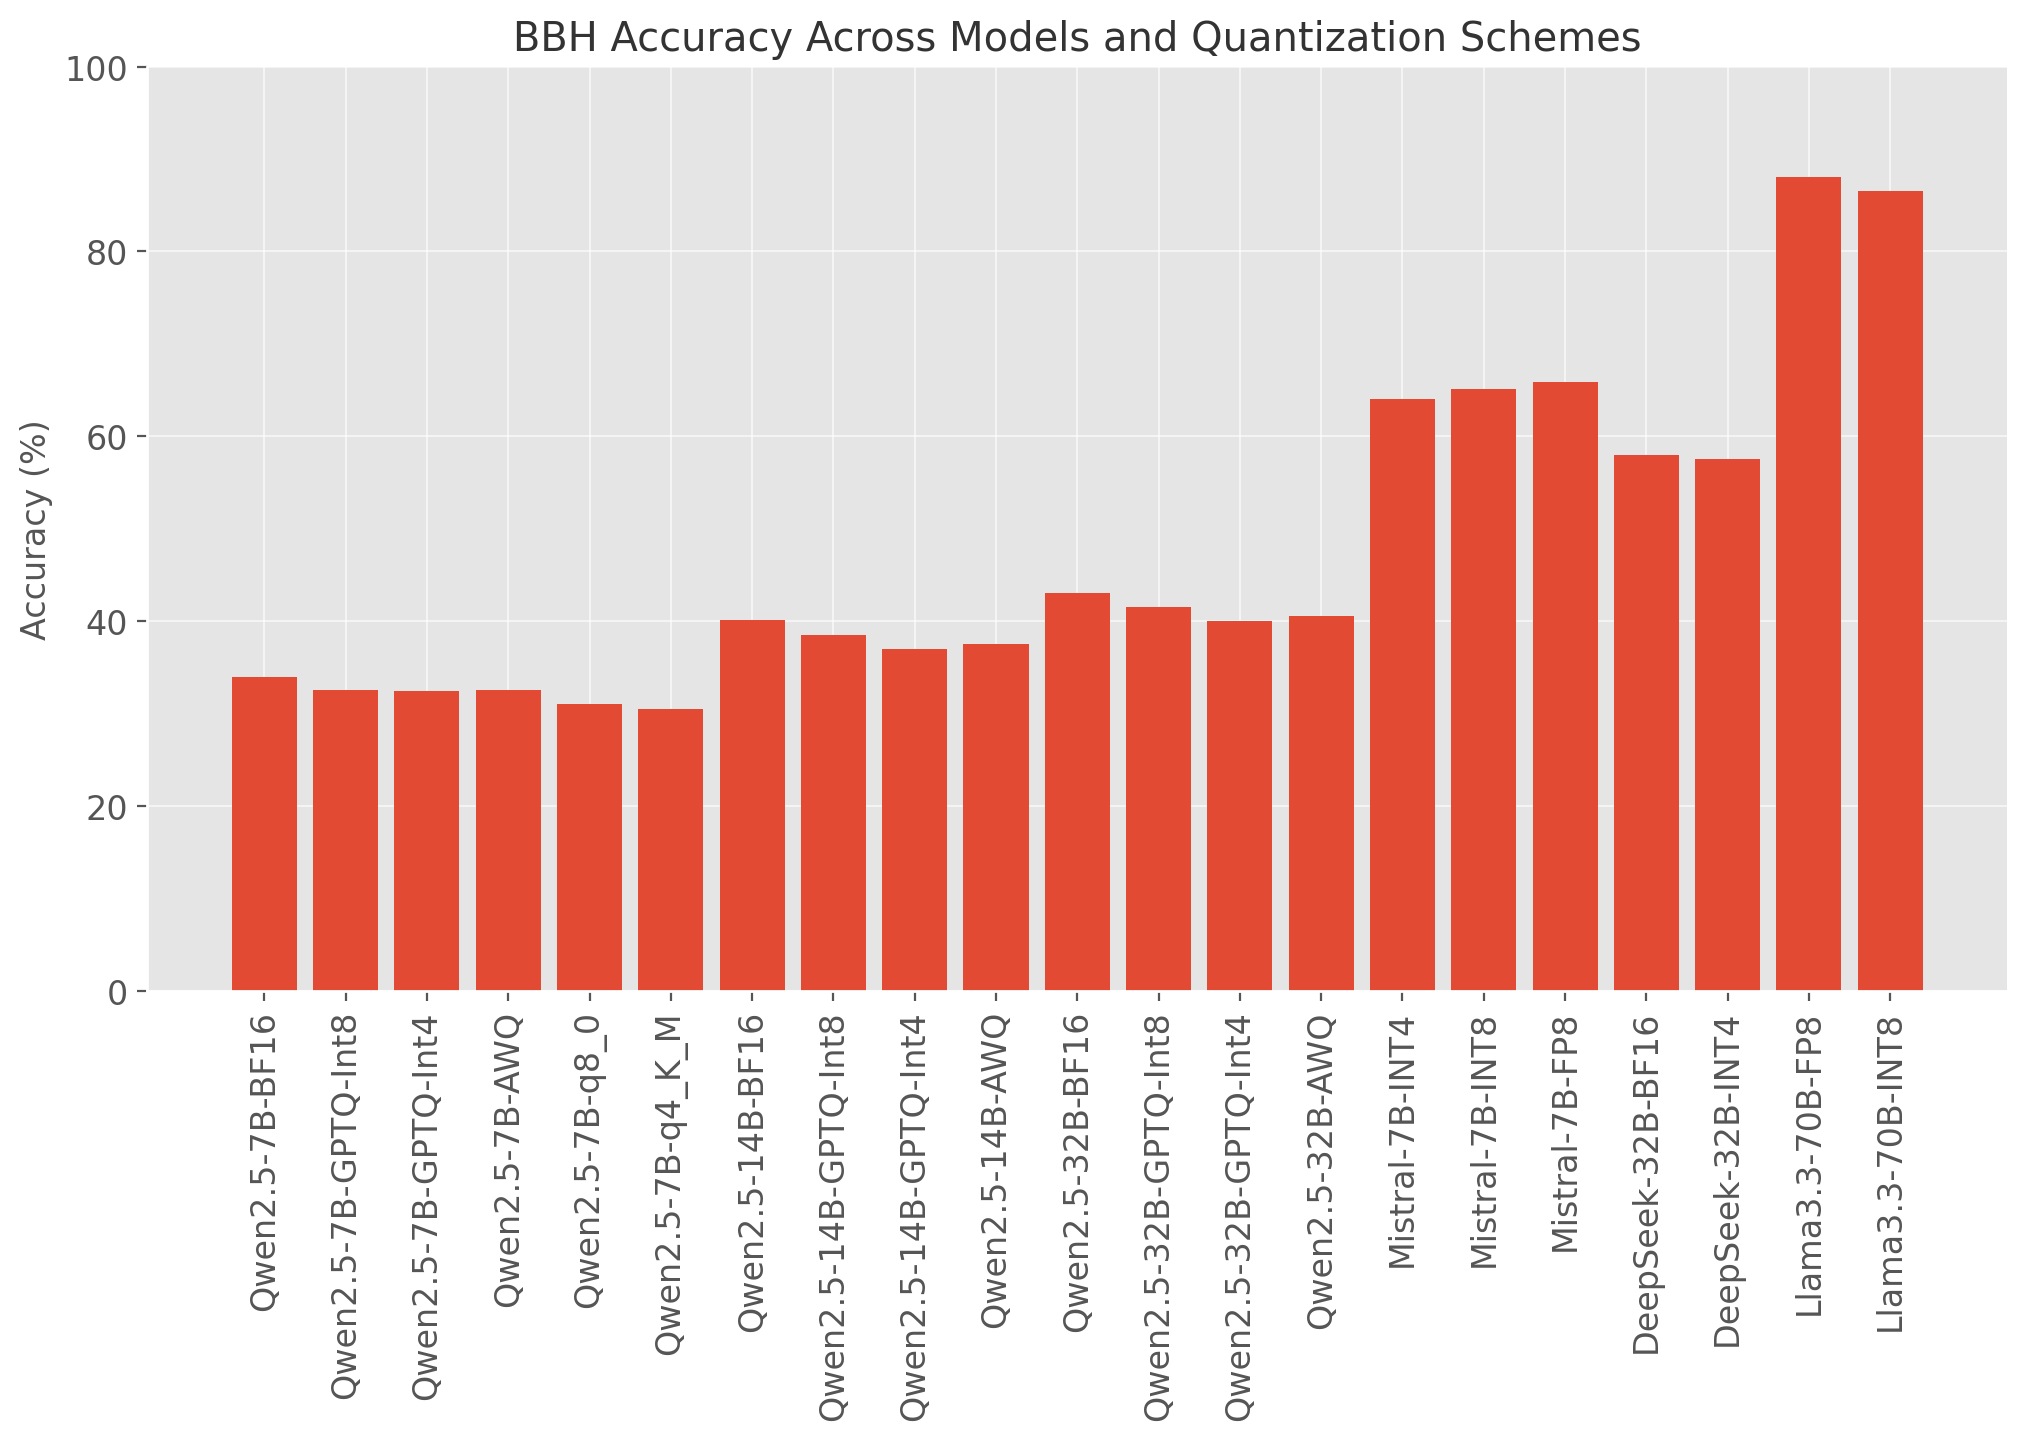 BBH Accuracy Across Models and Quantization Schemes
Accuracy (%)
100
80
60
40
20
0
Qwen2.5-7B-BF16
Qwen2.5-7B-GPTQ-Int8
Qwen2.5-7B-GPTQ-Int4
Qwen2.5-7B-AWQ
Qwen2.5-7B-q8_0
Qwen2.5-7B-q4_K_M
Qwen2.5-14B-BF16
Qwen2.5-14B-GPTQ-Int8
Qwen2.5-14B-GPTQ-Int4
Qwen2.5-14B-AWQ
Qwen2.5-32B-BF16
Qwen2.5-32B-GPTQ-Int8
Qwen2.5-32B-GPTQ-Int4
Qwen2.5-32B-AWQ
Mistral-7B-INT4
Mistral-7B-INT8
Mistral-7B-FP8
DeepSeek-32B-BF16
DeepSeek-32B-INT4
Llama3.3-70B-FP8
Llama3.3-70B-INT8